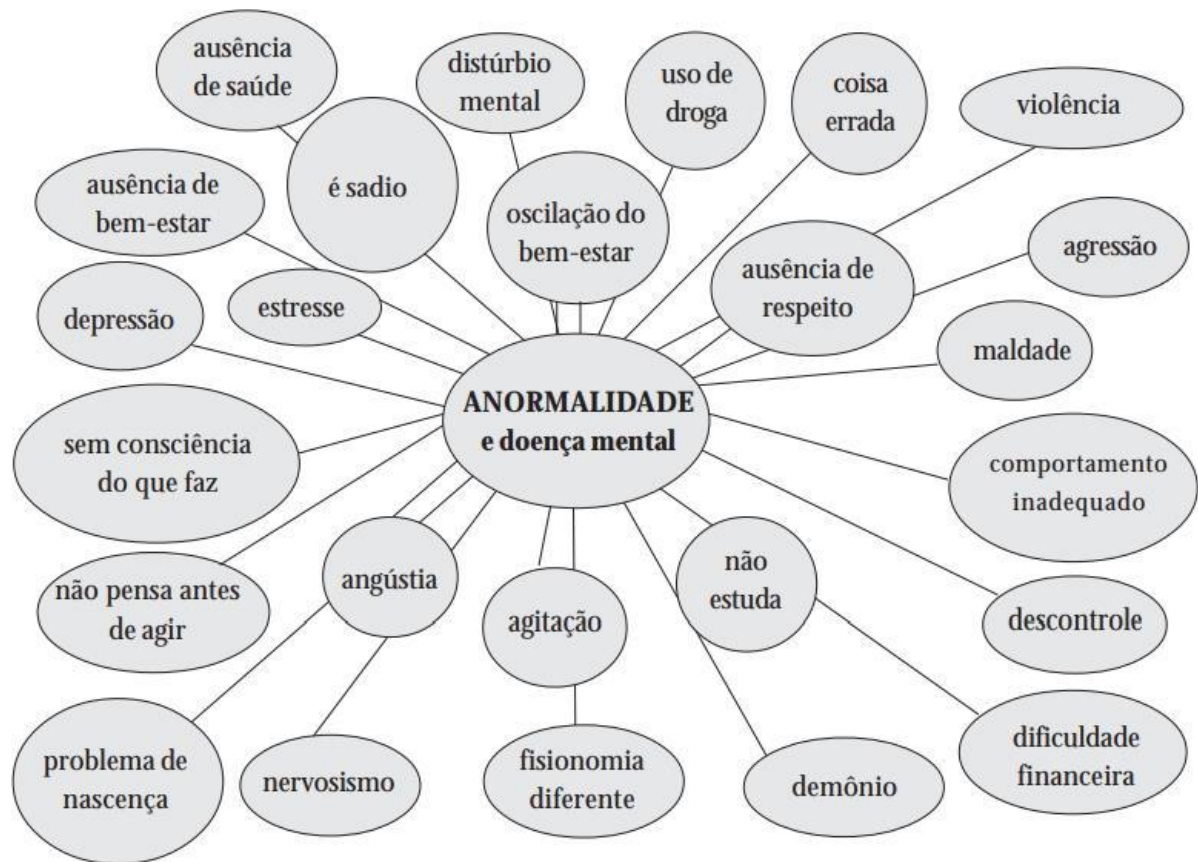 ausência
de saúde
distúrbio
mental
uso de
droga
coisa
errada
violência
ausência de
bem-estar
é sadio
oscilação do
bem-estar
ausência de
respeito
agressão
depressão
estresse
maldade
ANORMALIDADE
e doença mental
sem consciência
do que faz
comportamento
inadequado
não pensa antes
de agir
angústia
agitação
não
estuda
descontrole
problema de
nascença
nervosismo
fisionomia
diferente
demônio
dificuldade
financeira